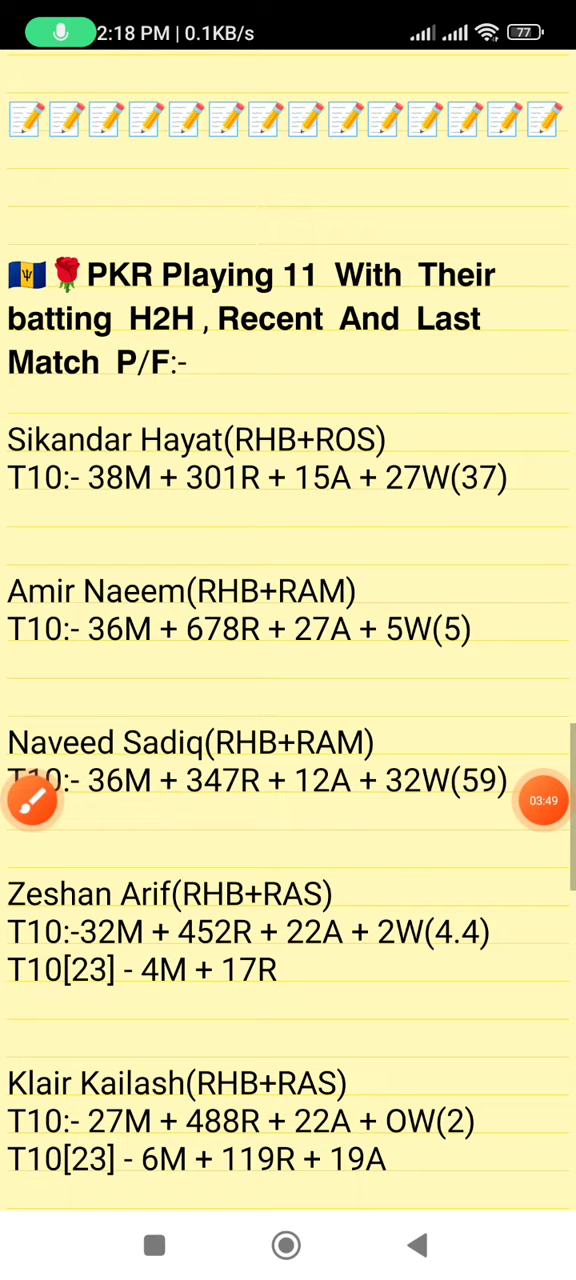 2:18 PM | 0.1KB/s
77
PKR Playing 11 With Their
batting H2H , Recent And Last
Match P/F:-
Sikandar Hayat(RHB+ROS)
T10:- 38M + 301R + 15A + 27W(37)
Amir Naeem(RHB+RAM)
T10:- 36M + 678R + 27A + 5W(5)
Naveed Sadiq(RHB+RAM)
T10:- 36M + 347R + 12A + 32W(59)
03:49
Zeshan Arif(RHB+RAS)
T10:-32M + 452R + 22A + 2W(4.4)
T10[23] - 4M + 17R
Klair Kailash(RHB+RAS)
T10:- 27M + 488R + 22A + OW(2)
T10[23] - 6M + 119R + 19A